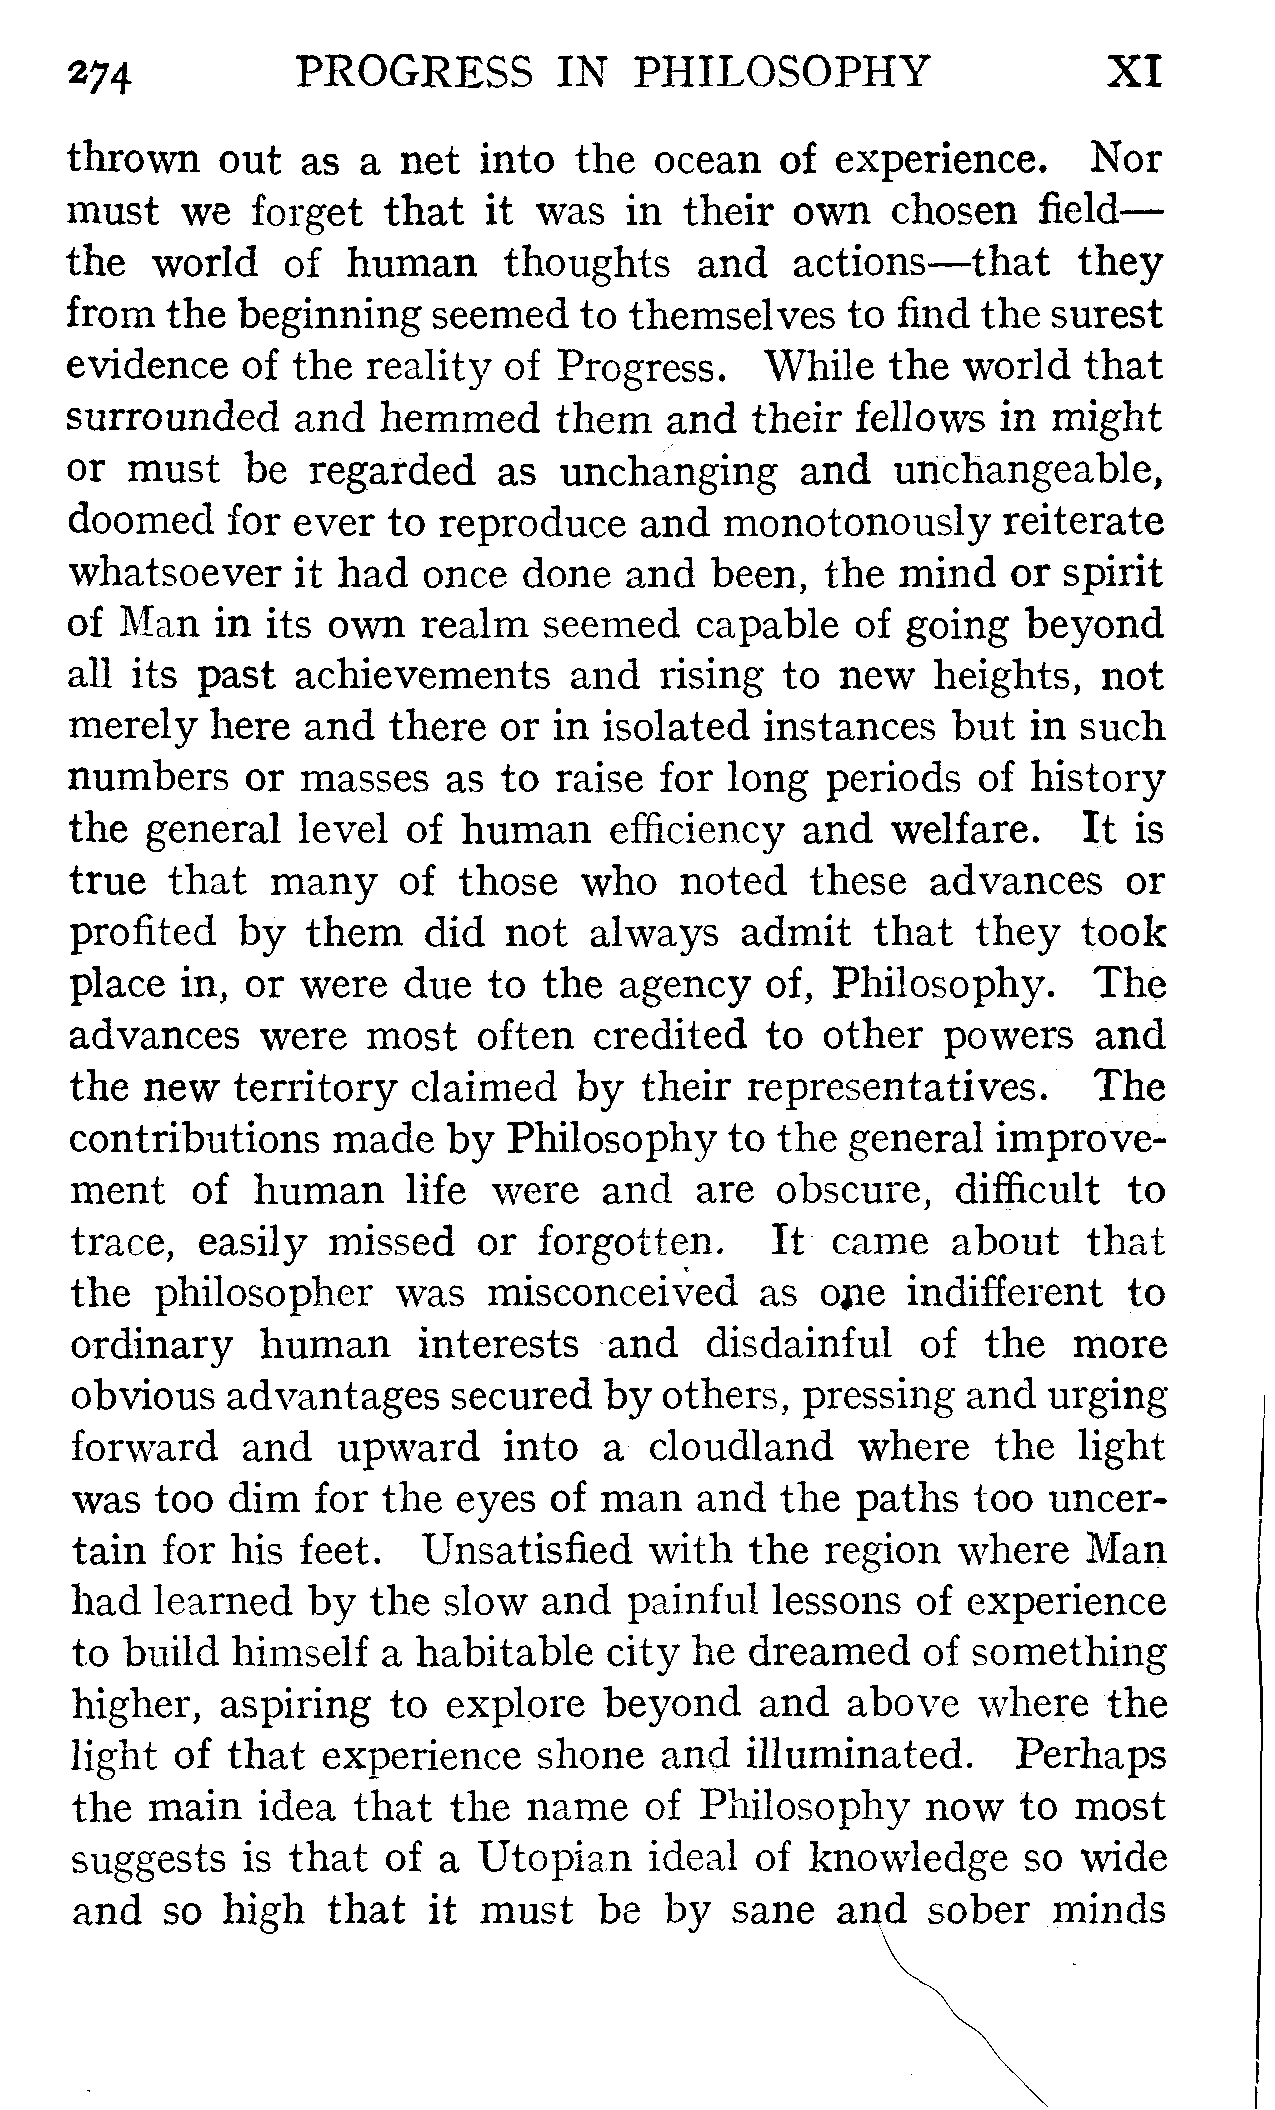 274 PROGRESS IN PHILOSOPHY XI
thrown out as a net into the ocean of experience. Nor
must we forget that it was in their own chosen field—
the world of human thoughts and actions—that they
from the beginning seemed to themselves to find the surest
evidence of the reality of Progress. While the world that
surrounded and hemmed them and their fellows in might
or must be regarded as unchanging and unchangeable,
doomed for ever to reproduce and monotonously reiterate
whatsoever it had once done and been, the mind or spirit
of Man in its own realm seemed capable of going beyond
all its past achievements and rising to new heights, not
merely here and there or in isolated instances but in such
numbers or masses as to raise for long periods of history
the general level of human efficiency and welfare. It is
true that many of those who noted these advances or
profited by them did not always admit that they took
place in, or were due to the agency of, Philosophy. The
advances were most often credited to other powers and
the new territory claimed by their representatives. The
contributions made by Philosophy to the general improve-
ment of human life were and are obscure, difficult to
trace, easily missed or forgotten. It came about that
the philosopher was misconceived as one indifferent to
ordinary human interests and disdainful of the more
obvious advantages secured by others, pressing and urging
forward and upward into a cloudland where the light
was too dim for the eyes of man and the paths too uncer-
tain for his feet. Unsatisfied with the region where Man
had learned by the slow and painful lessons of experience
to build himself a habitable city he dreamed of something
higher, aspiring to explore beyond and above where the
light of that experience shone and illuminated. Perhaps
the main idea that the name of Philosophy now to most
suggests is that of a Utopian ideal of knowledge so wide
and so high that it must be by sane and sober minds